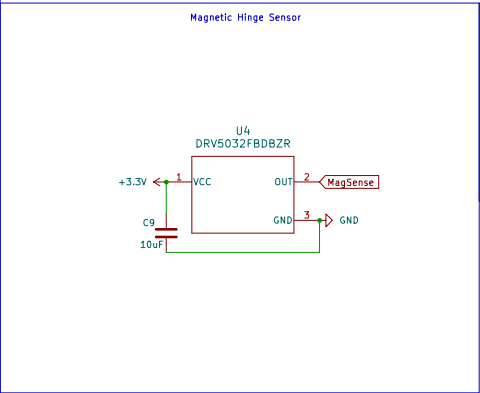 Magnetic Hinge Sensor
U4
DRV5032FBDBZR
+3.3V
1
VCC
OUT
2
MagSense
GND
3
GND
C9
10uF